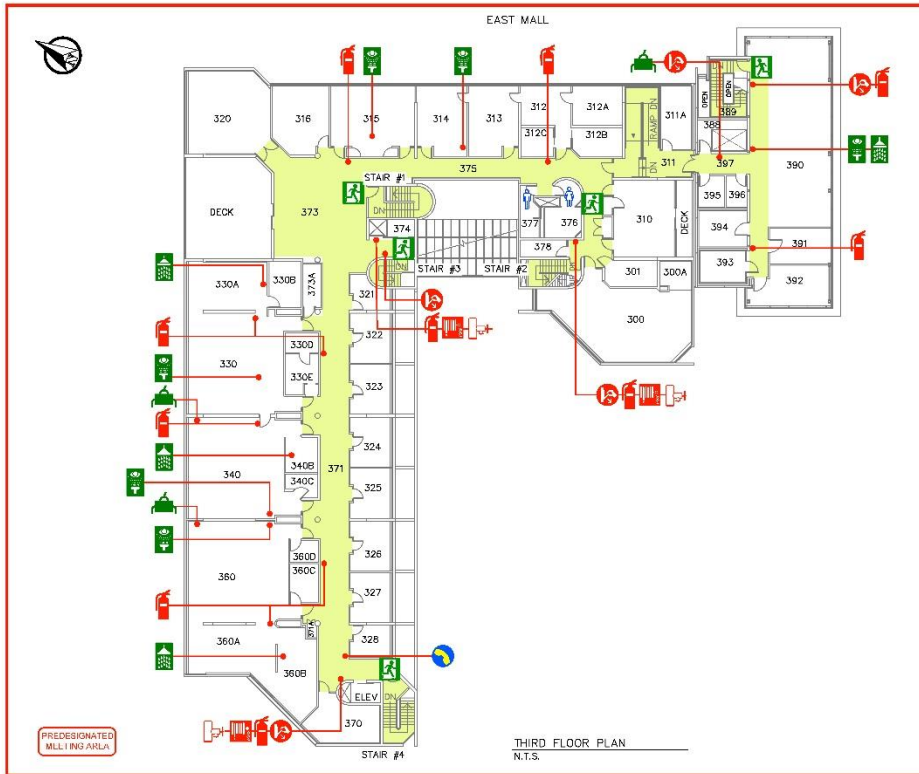 EAST MALL
320
316
315
314
313
312
312A
312C
312B
RAMP DN
DN
311A
311
OPEN
OPEN
389
388
397
390
395
396
394
393
391
392
375
STAIR #1
DN
373
DECK
374
377
376
378
310
DECK
STAIR #3
STAIR #2
DN
301
300A
300
330A
330B
373A
321
322
330D
330
330E
323
324
371
340
340B
340C
325
326
360
360D
360C
327
371A
328
360A
360B
ELEV
DN
370
STAIR #4
PREDESIGNATED
MEETING AREA
THIRD FLOOR PLAN
N.T.S.